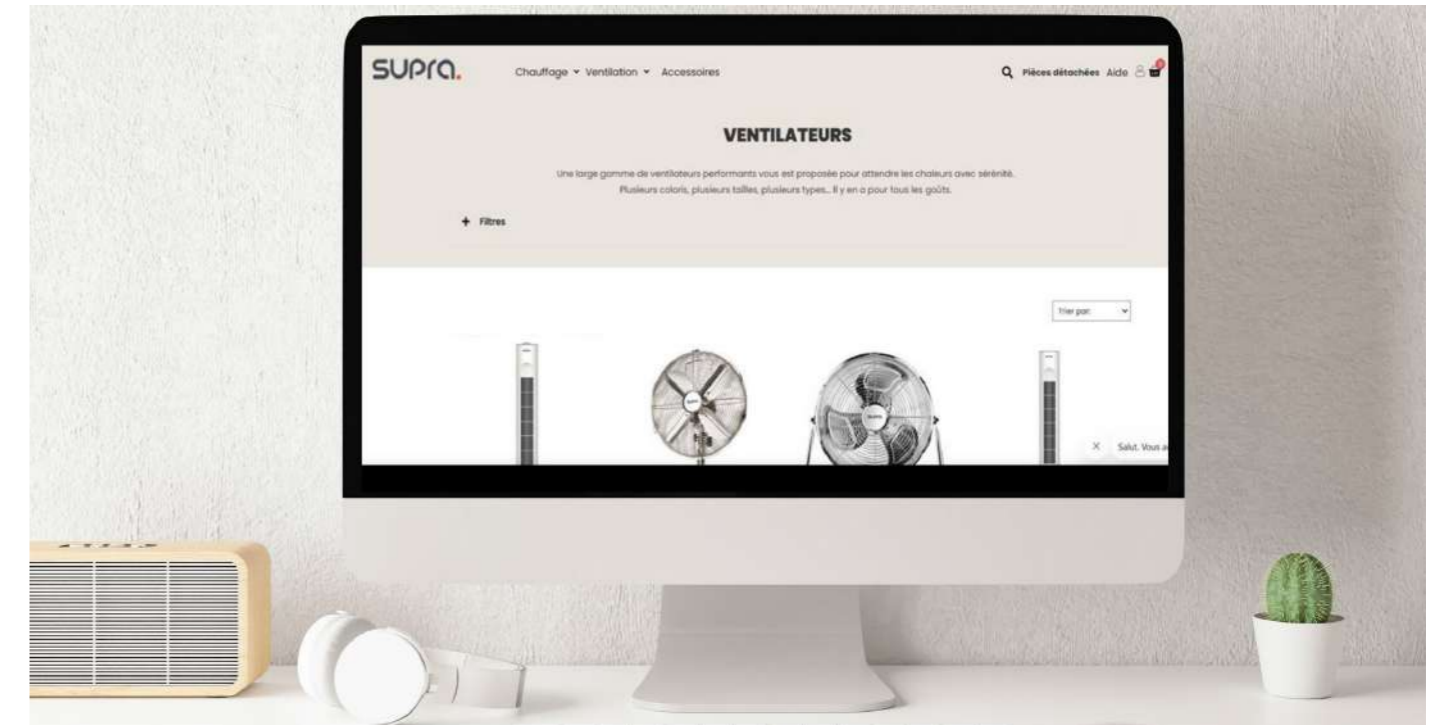 supra.
Chauffage Ventilation Accessoires
Pièces détachées Aide 0
VENTILATEURS
Une large gamme de ventilateurs performants vous est proposée pour attendre les chaleurs avec sérénité.
Plusieurs coloris, plusieurs tailles, plusieurs types... Il y en a pour tous les goûts.
+ Filtres
Trier par:
X Salut. Vous a